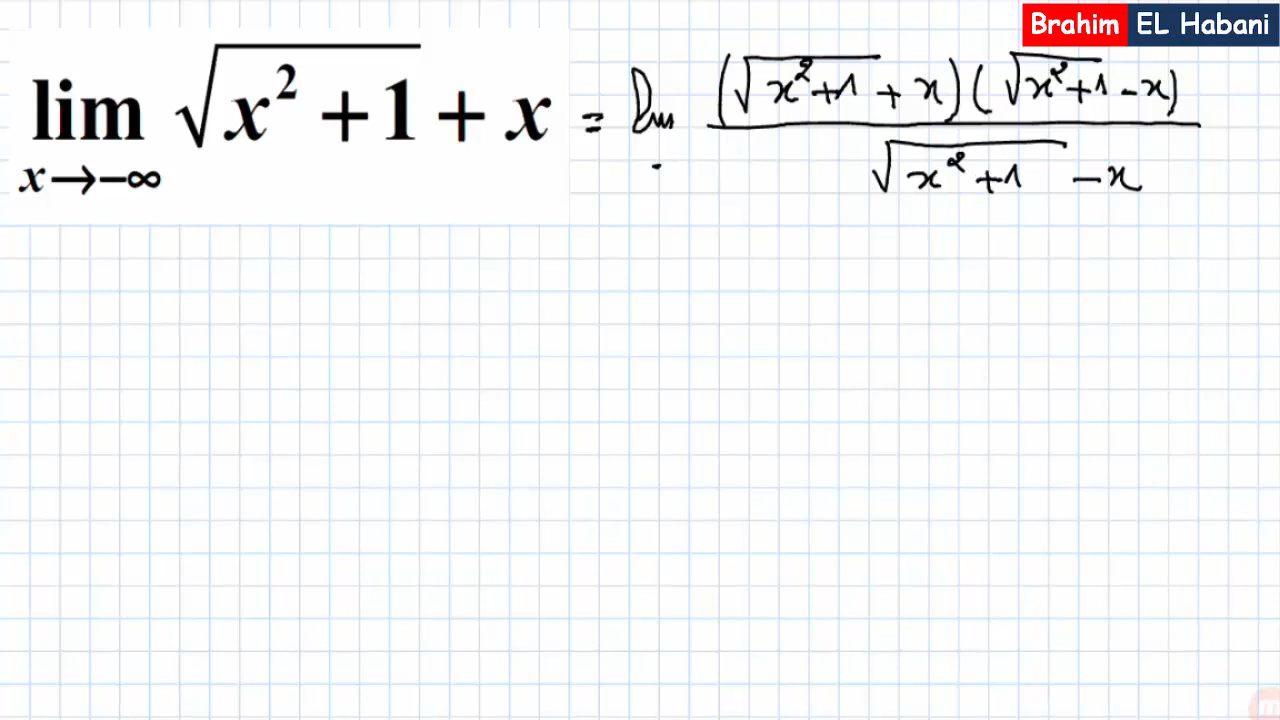 Brahim EL Habani
lim √(x² + 1) + x = lim ((√(x²+1) + x)(√(x²+1) - x)) / (√(x²+1) - x)
x→-∞